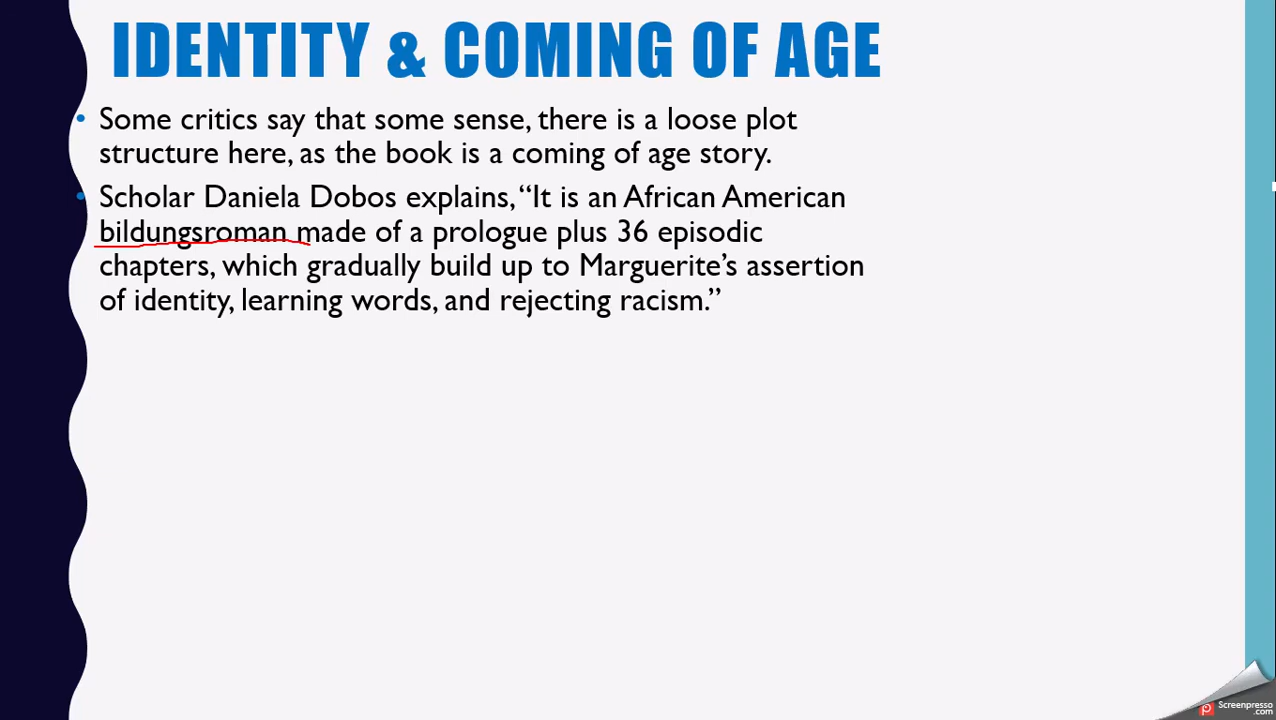 IDENTITY & COMING OF AGE
• Some critics say that some sense, there is a loose plot
structure here, as the book is a coming of age story.
• Scholar Daniela Dobos explains, “It is an African American
bildungsroman made of a prologue plus 36 episodic
chapters, which gradually build up to Marguerite’s assertion
of identity, learning words, and rejecting racism.”
Screenpresso
.com